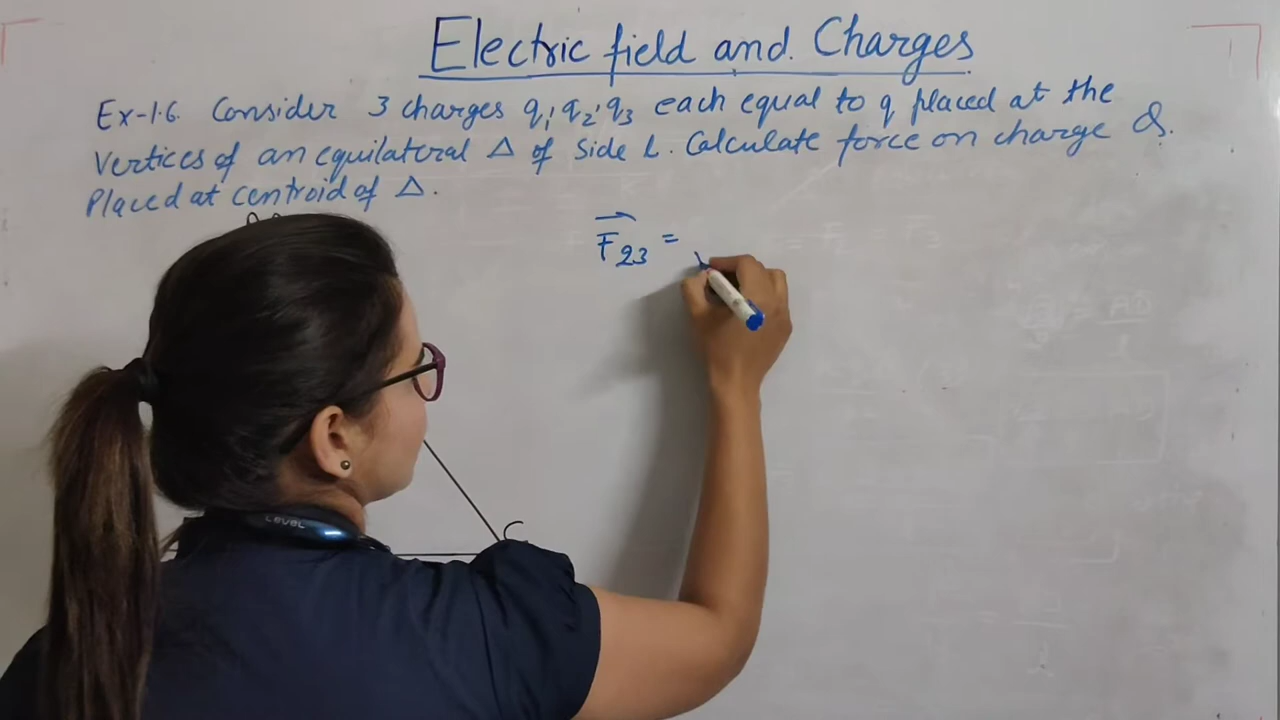 Electric field and Charges
Ex-1.6. Consider 3 charges q1, q2, q3 each equal to q placed at the
vertices of an equilateral Δ of side L. Calculate force on charge Q.
Placed at centroid of Δ.
F23 =
C
LEVEL